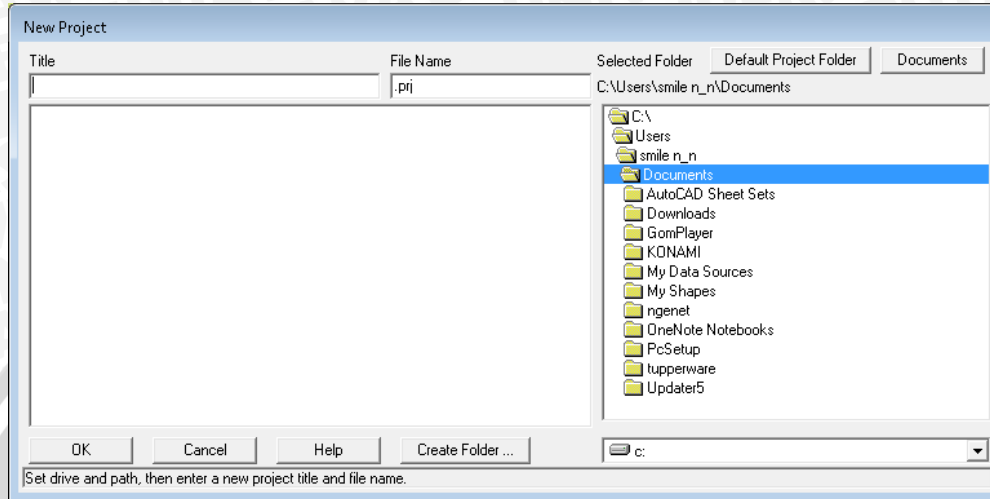 New Project
Title
File Name
Selected Folder
Default Project Folder
Documents
.prj
C:\Users\smile n_n\Documents
C:\
Users
smile n_n
Documents
AutoCAD Sheet Sets
Downloads
GomPlayer
KONAMI
My Data Sources
My Shapes
ngenet
OneNote Notebooks
PcSetup
tupperware
Updater5
OK
Cancel
Help
Create Folder ...
c:
Set drive and path, then enter a new project title and file name.